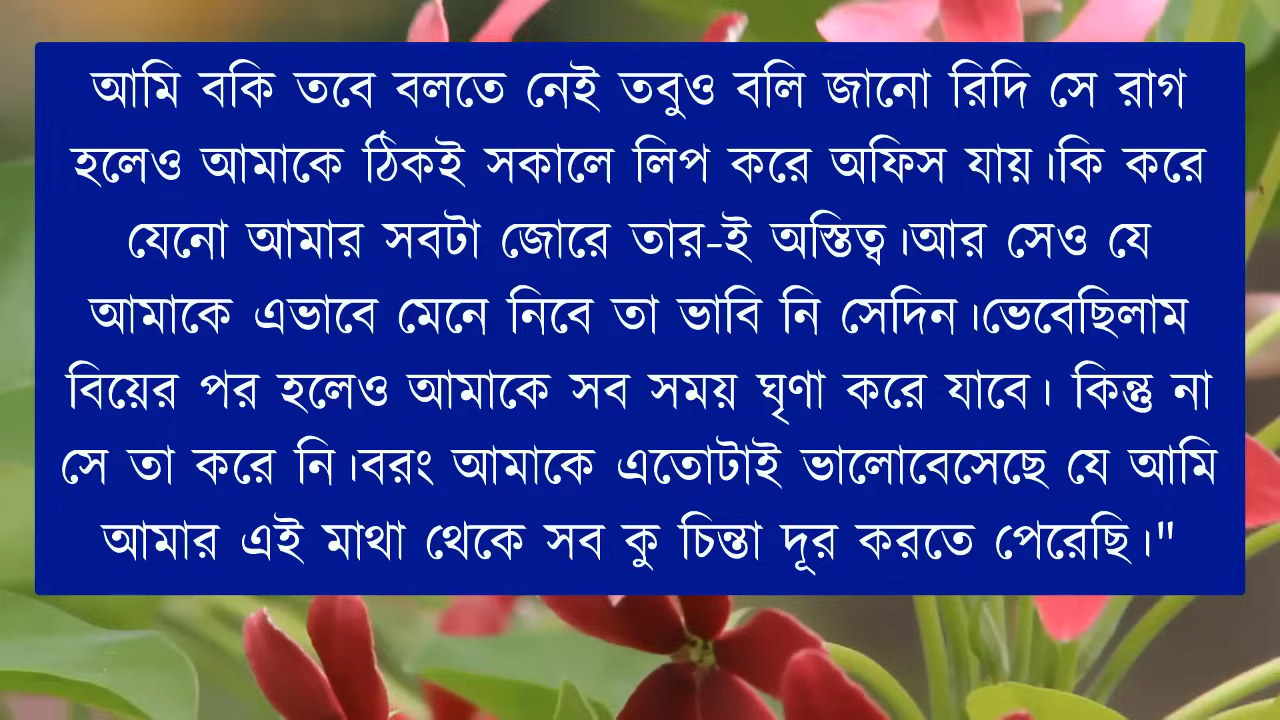 আমি বকি তবে বলতে নেই তবুও বলি জানো রিদি সে রাগ
হলেও আমাকে ঠিকই সকালে লিপ করে অফিস যায়।কি করে
যেনো আমার সবটা জোরে তার-ই অস্তিত্ব।আর সেও যে
আমাকে এভাবে মেনে নিবে তা ভাবি নি সেদিন।ভেবেছিলাম
বিয়ের পর হলেও আমাকে সব সময় ঘৃণা করে যাবে। কিন্তু না
সে তা করে নি।বরং আমাকে এতোটাই ভালোবেসেছে যে আমি
আমার এই মাথা থেকে সব কু চিন্তা দূর করতে পেরেছি।"